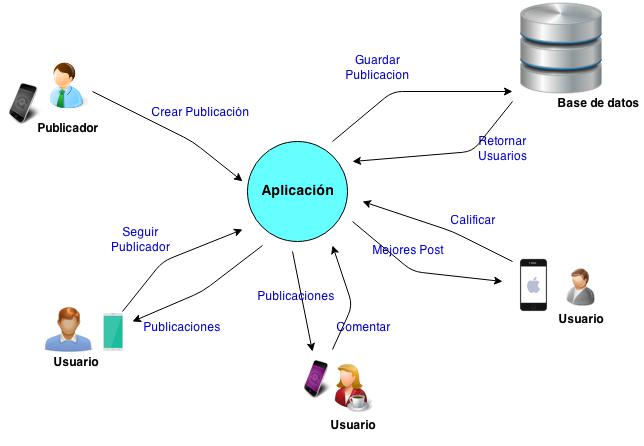 Guardar
Publicacion
Base de datos
Crear Publicación
Publicador
Retornar
Usuarios
Aplicación
Calificar
Seguir
Publicador
Mejores Post
Publicaciones
Publicaciones
Comentar
Usuario
Usuario
Usuario